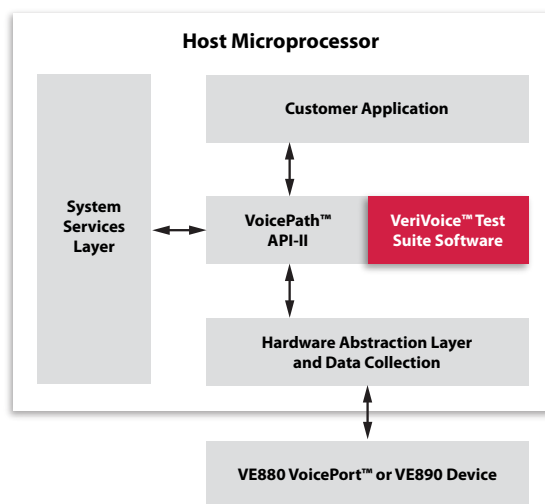 Host Microprocessor
Customer Application
System
Services
Layer
VoicePath™
API-II
VeriVoice™ Test
Suite Software
Hardware Abstraction Layer
and Data Collection
VE880 VoicePort™ or VE890 Device